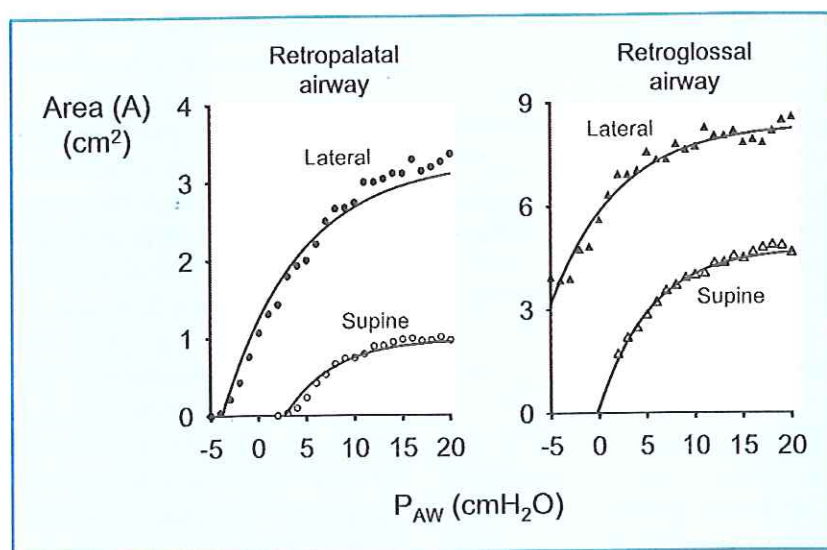 Retropalatal
airway
Retroglossal
airway
Area (A)
(cm²)
4
3
2
1
0
Lateral
Supine
-5 0 5 10 15 20
9
6
3
0
Lateral
Supine
-5 0 5 10 15 20
P_AW (cmH₂O)